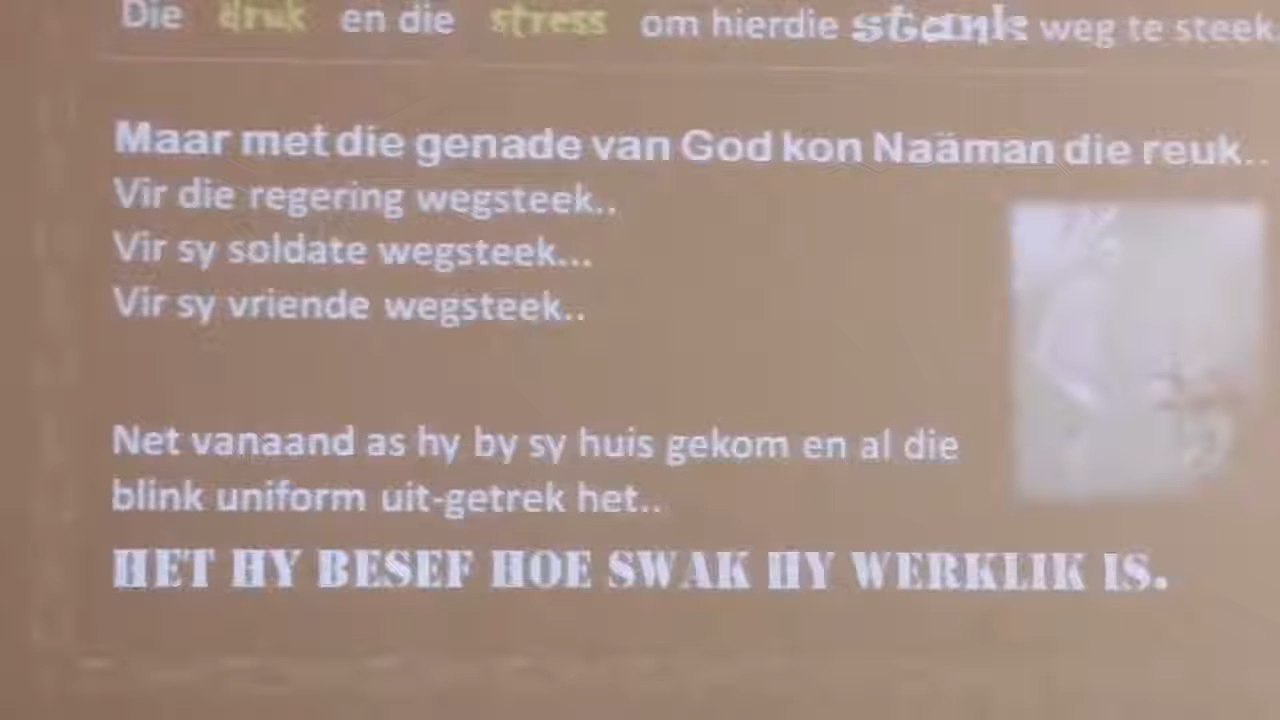 Die druk en die stress om hierdie stank weg te steek.
Maar met die genade van God kon Naäman die reuk..
Vir die regering wegsteek..
Vir sy soldate wegsteek...
Vir sy vriende wegsteek..
Net vanaand as hy by sy huis gekom en al die
blink uniform uit-getrek het..
HET HY BESEF HOE SWAK HY WERKLIK IS.